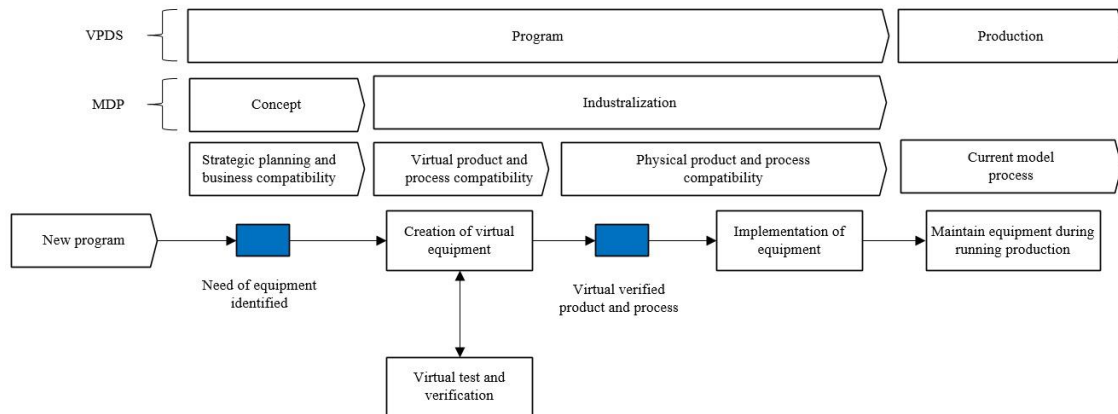 VPDS
Program
Production
MDP
Concept
Industralization
Strategic planning and
business compatibility
Virtual product and
process compatibility
Physical product and process
compatibility
Current model
process
New program
Creation of virtual
equipment
Implementation of
equipment
Maintain equipment during
running production
Need of equipment
identified
Virtual verified
product and process
Virtual test and
verification